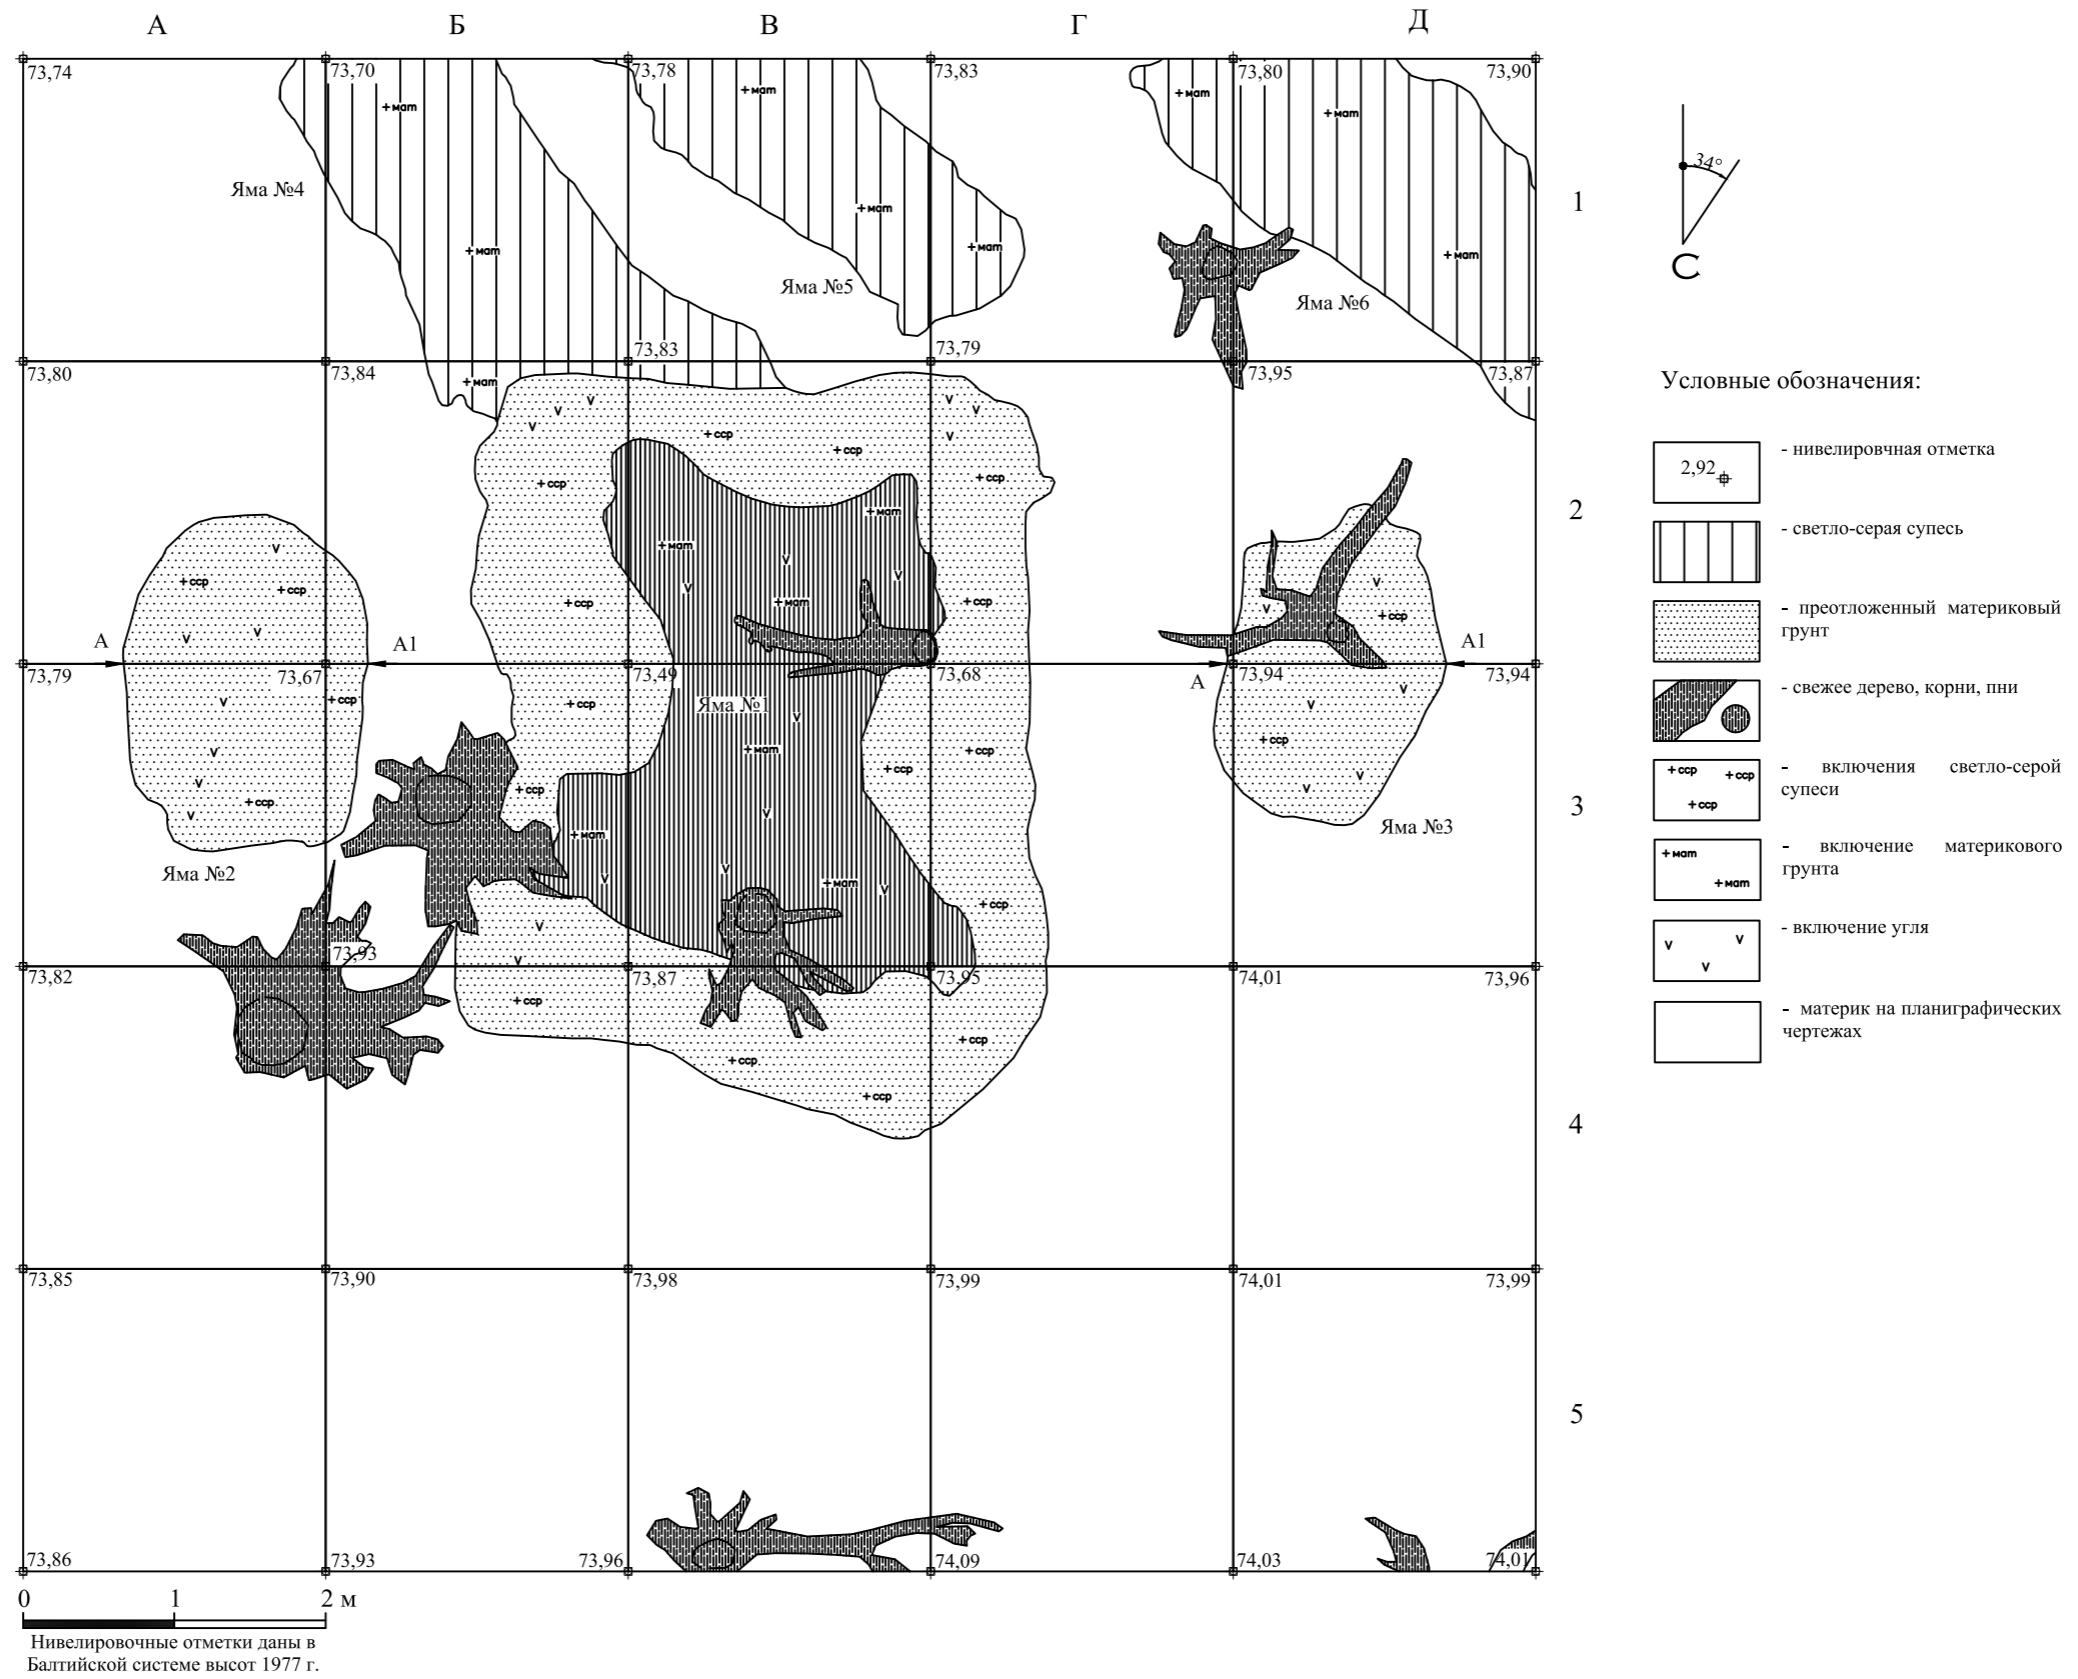 А Б В Г Д
73,74 73,70 73,78 73,83 73,80 73,90
+мат +мат +мат +мат
34°
Яма №4 1
+мат
+мат +мат +мат
С
Яма №5 Яма №6
73,83 73,79
73,80 73,84 73,95 73,87
+мат Условные обозначения:
v v v v v
+сср +сср v
- нивелировчная отметка
2,92
+сср +сср
+мат 2
- светло-серая супесь
v +мат v
+сср +сср v v v
+сср +мат +сср v +сср
- преотложенный материковый
грунт
v v
А А1 А1
73,79 73,67 73,49 73,68 А 73,94 73,94
- свежее дерево, корни, пни
v +сср +сср Яма №1 v v v
v +мат +сср +сср
+сср
- включения светло-серой
супеси
+сср +сср
+сср
v v +сср v v
v +сср v 3
+мат Яма №3
- включение материкового
грунта
+мат
+мат
Яма №2 v v +мат v
+сср
- включение угля
v v
v
v v
73,93
73,82 73,87 73,95 74,01 73,96
+сср
- материк на планиграфических
чертежах
+сср
+сср
+сср
4
73,85 73,90 73,98 73,99 74,01 73,99
5
73,86 73,93 73,96 74,09 74,03 74,01
0 1 2 м
Нивелировочные отметки даны в
Балтийской системе высот 1977 г.